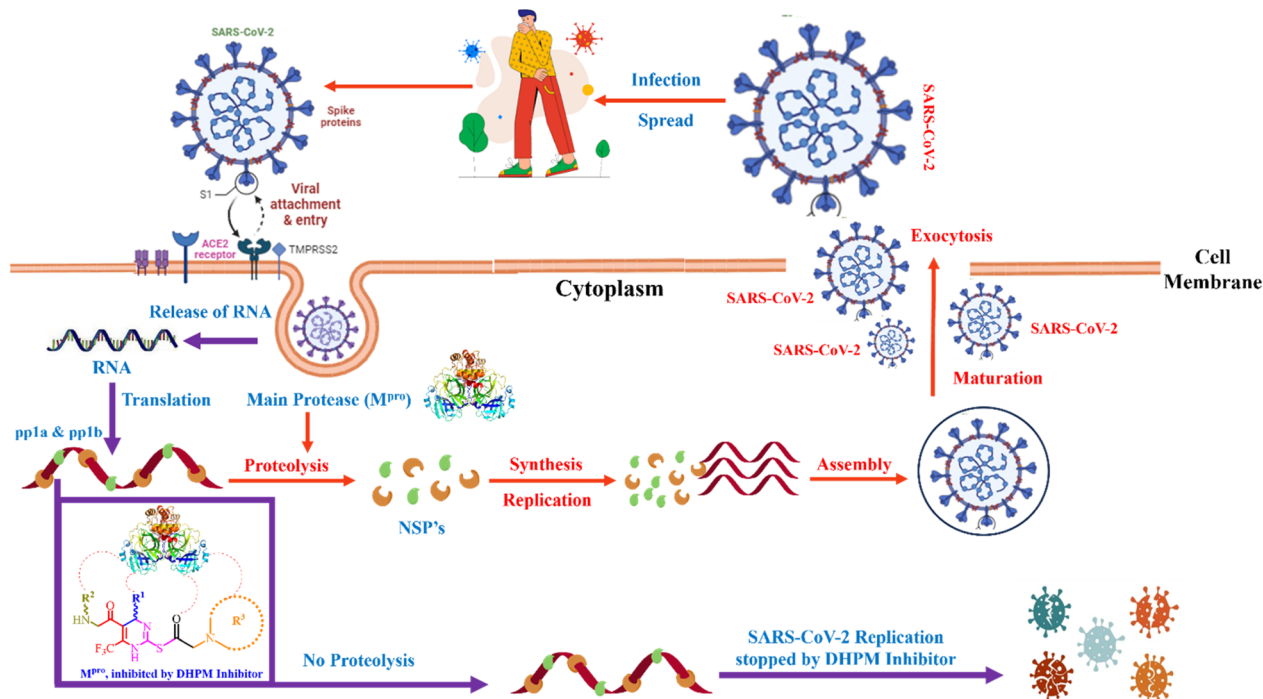 SARS-CoV-2
Spike
proteins
S1
Viral
attachment
& entry
Infection
Spread
SARS-CoV-2
ACE2
receptor
TMPRSS2
Exocytosis
Cell
Membrane
Cytoplasm
SARS-CoV-2
SARS-CoV-2
SARS-CoV-2
Maturation
Release of RNA
RNA
Translation
Main Protease (Mᵖʳᵒ)
pp1a & pp1b
Proteolysis
NSP's
Synthesis
Replication
Assembly
R²
HN
O
R¹
N
F₃C
N
H
S
O
N
R³
Mᵖʳᵒ, inhibited by DHPM Inhibitor
No Proteolysis
SARS-CoV-2 Replication
stopped by DHPM Inhibitor